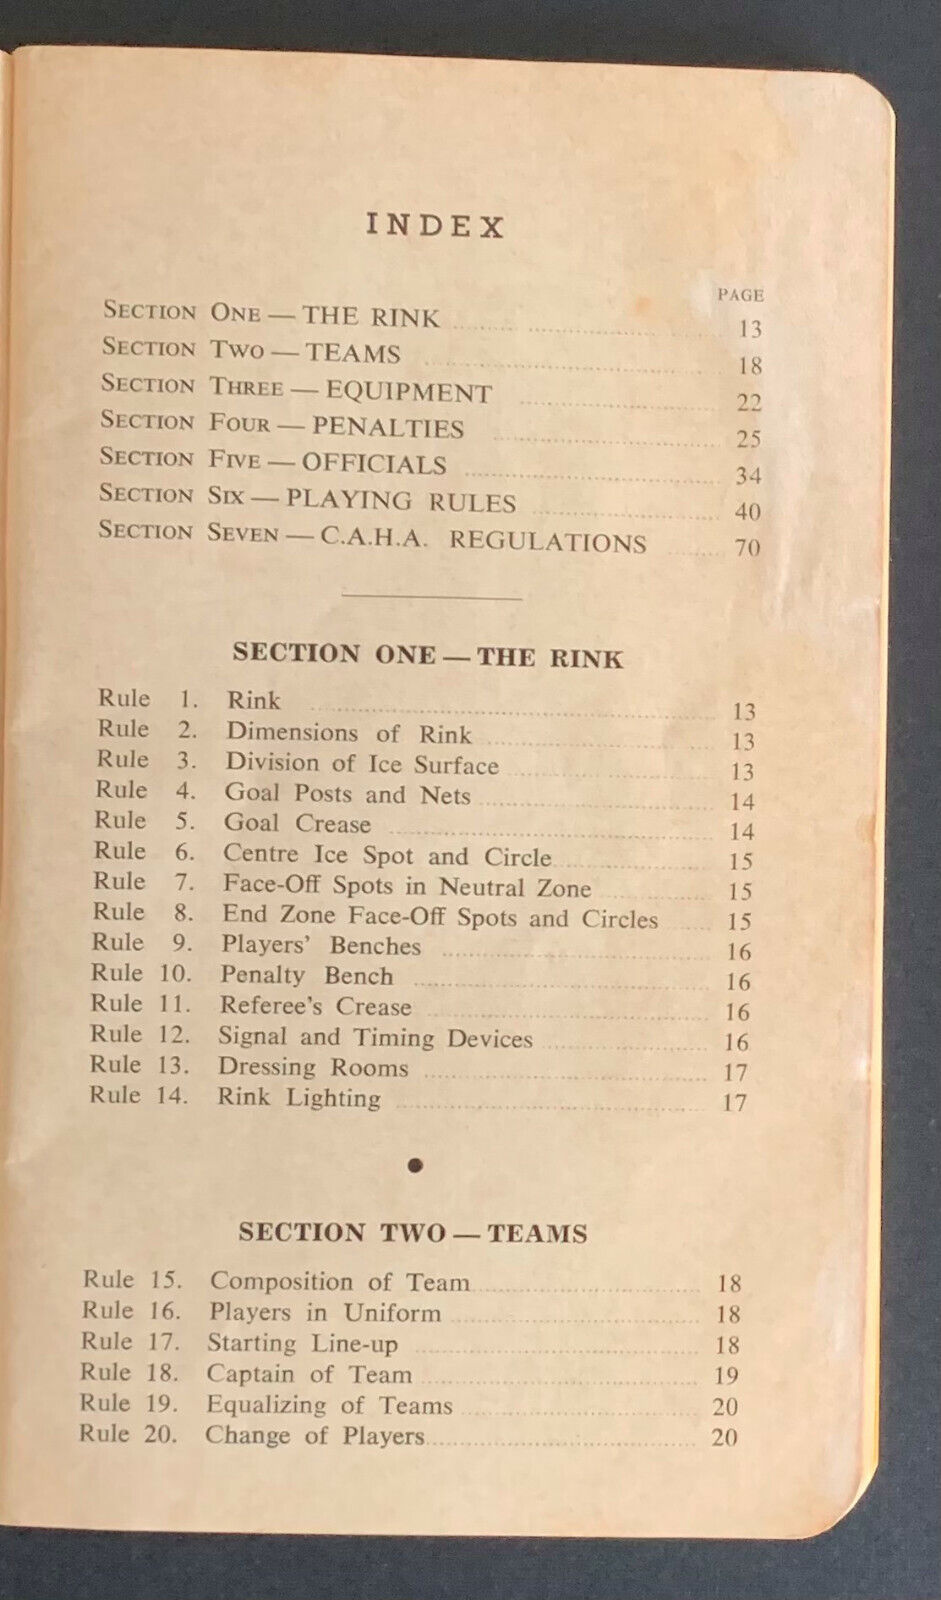 INDEX
PAGE
SECTION ONE — THE RINK 13
SECTION TWO — TEAMS 18
SECTION THREE — EQUIPMENT 22
SECTION FOUR — PENALTIES 25
SECTION FIVE — OFFICIALS 34
SECTION SIX — PLAYING RULES 40
SECTION SEVEN — C.A.H.A. REGULATIONS 70
SECTION ONE — THE RINK
Rule 1. Rink 13
Rule 2. Dimensions of Rink 13
Rule 3. Division of Ice Surface 13
Rule 4. Goal Posts and Nets 14
Rule 5. Goal Crease 14
Rule 6. Centre Ice Spot and Circle 15
Rule 7. Face-Off Spots in Neutral Zone 15
Rule 8. End Zone Face-Off Spots and Circles 15
Rule 9. Players' Benches 16
Rule 10. Penalty Bench 16
Rule 11. Referee's Crease 16
Rule 12. Signal and Timing Devices 16
Rule 13. Dressing Rooms 17
Rule 14. Rink Lighting 17
SECTION TWO — TEAMS
Rule 15. Composition of Team 18
Rule 16. Players in Uniform 18
Rule 17. Starting Line-up 18
Rule 18. Captain of Team 19
Rule 19. Equalizing of Teams 20
Rule 20. Change of Players 20